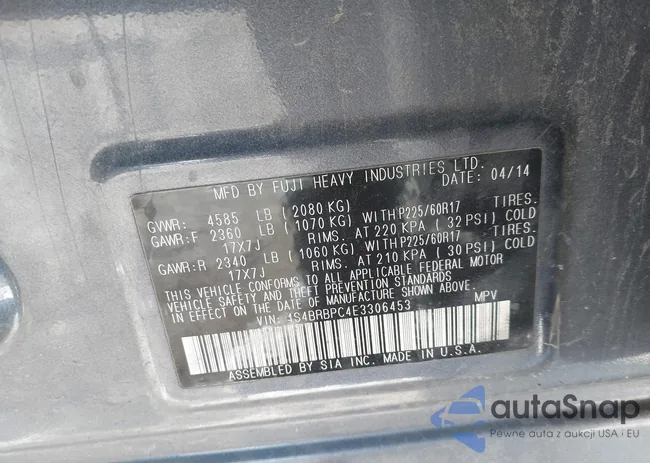 MFD BY FUJI HEAVY INDUSTRIES LTD.
DATE: 04/14
GVWR: 4585 LB (2080 KG)
GAWR:F 2360 LB (1070 KG) WITH P225/60R17 TIRES.
17X7J RIMS. AT 220 KPA (32 PSI) COLD
GAWR:R 2340 LB (1060 KG) WITH P225/60R17 TIRES.
17X7J RIMS. AT 210 KPA (30 PSI) COLD
THIS VEHICLE CONFORMS TO ALL APPLICABLE FEDERAL MOTOR
VEHICLE SAFETY AND THEFT PREVENTION STANDARDS
IN EFFECT ON THE DATE OF MANUFACTURE SHOWN ABOVE.
VIN: 4S4BRBPC4E3306453 MPV
ASSEMBLED BY SIA INC. MADE IN U.S.A.
autoSnap
Pewne auta z aukcji USA i EU